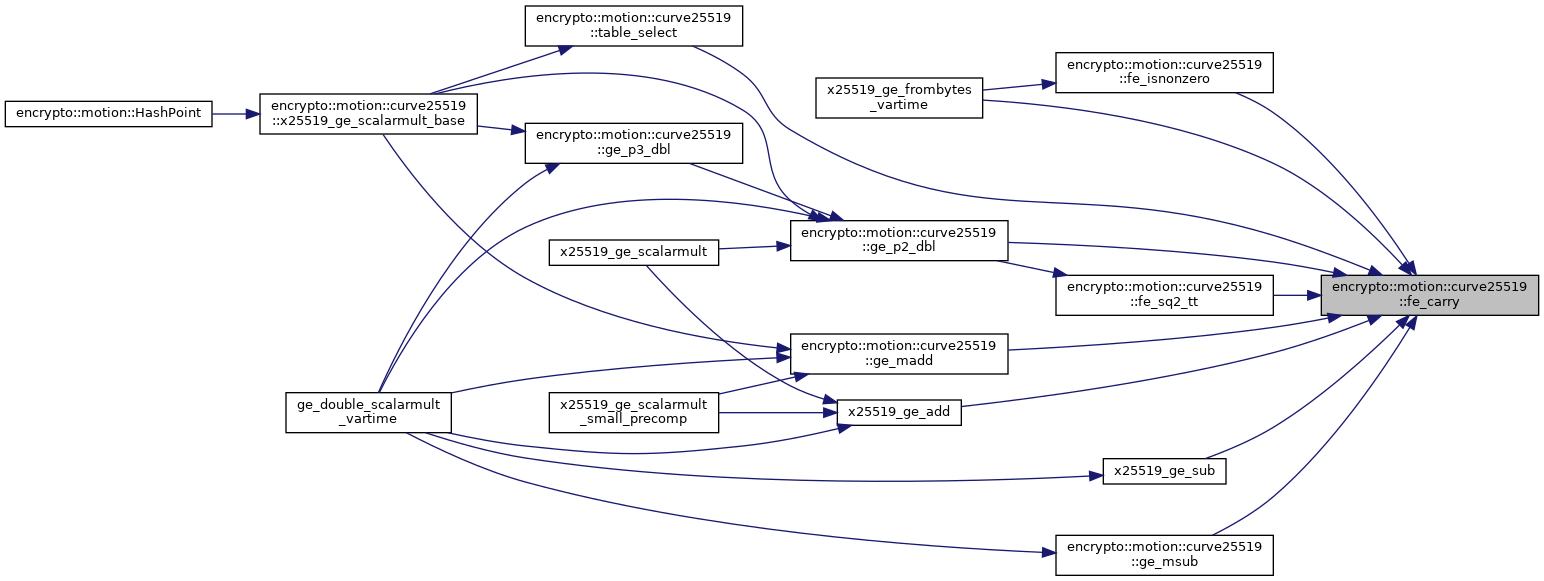 encrypto::motion::curve25519
::table_select
encrypto::motion::curve25519
::fe_isnonzero
x25519_ge_frombytes
_vartime
encrypto::motion::HashPoint
encrypto::motion::curve25519
::x25519_ge_scalarmult_base
encrypto::motion::curve25519
::ge_p3_dbl
encrypto::motion::curve25519
::ge_p2_dbl
x25519_ge_scalarmult
encrypto::motion::curve25519
::fe_sq2_tt
encrypto::motion::curve25519
::fe_carry
encrypto::motion::curve25519
::ge_madd
ge_double_scalarmult
_vartime
x25519_ge_scalarmult
_small_precomp
x25519_ge_add
x25519_ge_sub
encrypto::motion::curve25519
::ge_msub